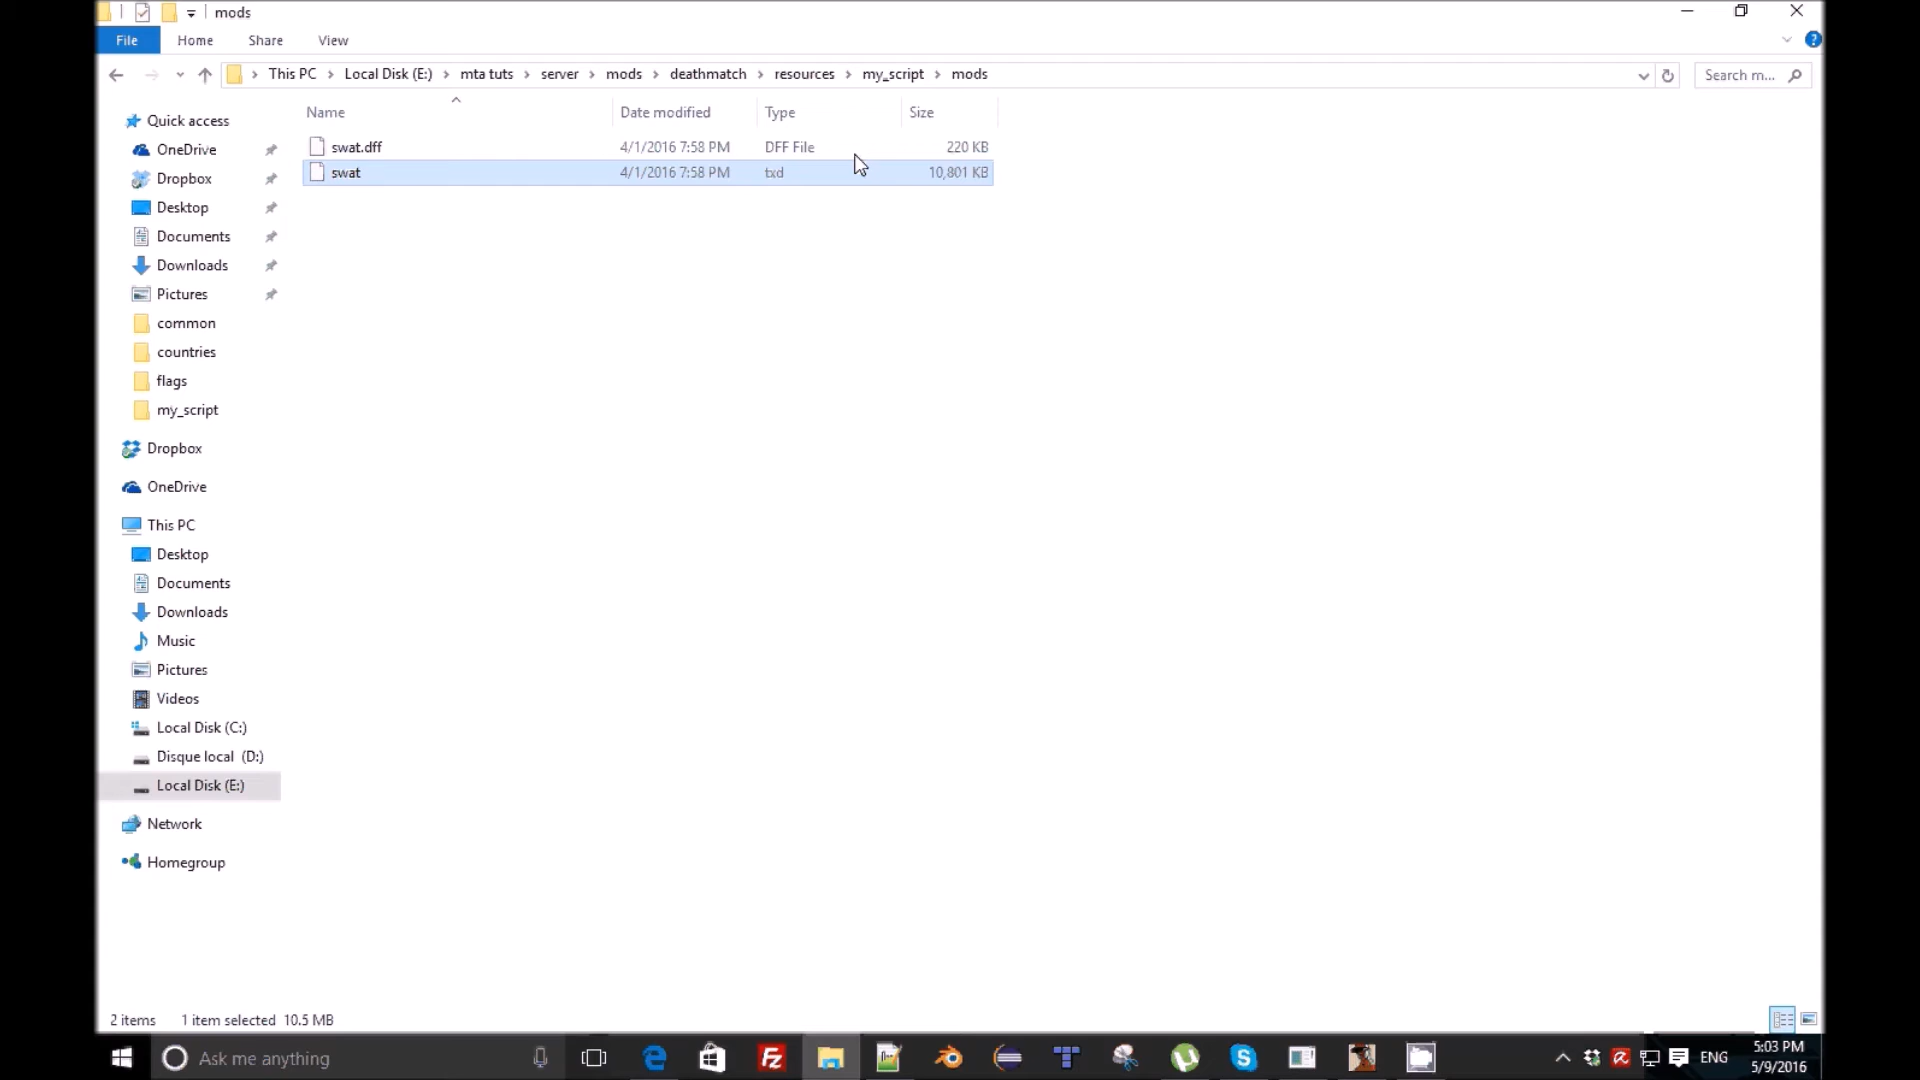 mods
File Home Share View
This PC Local Disk (E:) mta tuts server mods deathmatch resources my_script mods
Search m...
Name Date modified Type Size
swat.dff 4/1/2016 7:58 PM DFF File 220 KB
swat 4/1/2016 7:58 PM txd 10,801 KB
Quick access
OneDrive
Dropbox
Desktop
Documents
Downloads
Pictures
common
countries
flags
my_script
Dropbox
OneDrive
This PC
Desktop
Documents
Downloads
Music
Pictures
Videos
Local Disk (C:)
Disque local (D:)
Local Disk (E:)
Network
Homegroup
2 items 1 item selected 10.5 MB
Ask me anything
ENG
5:03 PM
5/9/2016